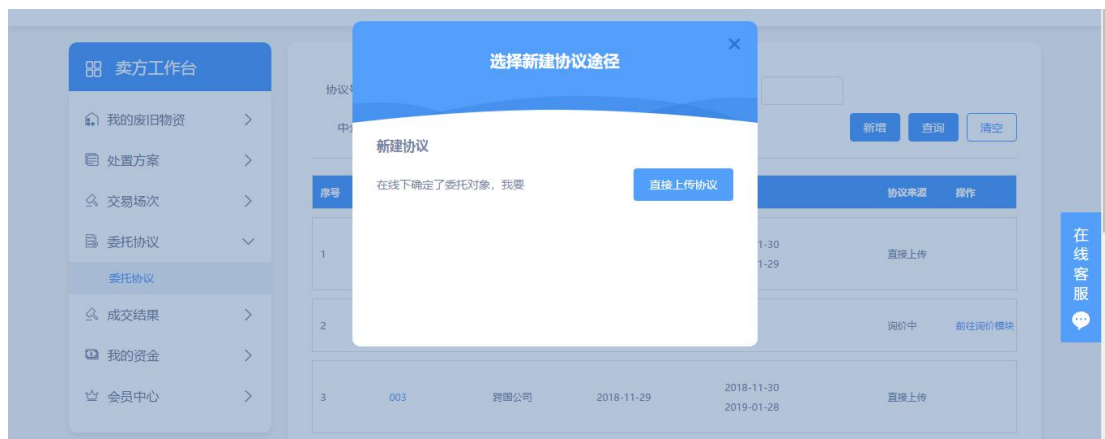 卖方工作台
选择新建协议途径
协议
我的废旧物资
中
新增 查询 清空
新建协议
处置方案
在线下确定了委托对象，我要 直接上传协议
序号 协议来源 操作
交易场次
委托协议
1 1-30 直接上传
1-29
委托协议
在线客服
成交结果
2 询价中 前往询价模块
我的资金
会员中心
3 003 跨国公司 2018-11-29 2018-11-30 直接上传
2019-01-28